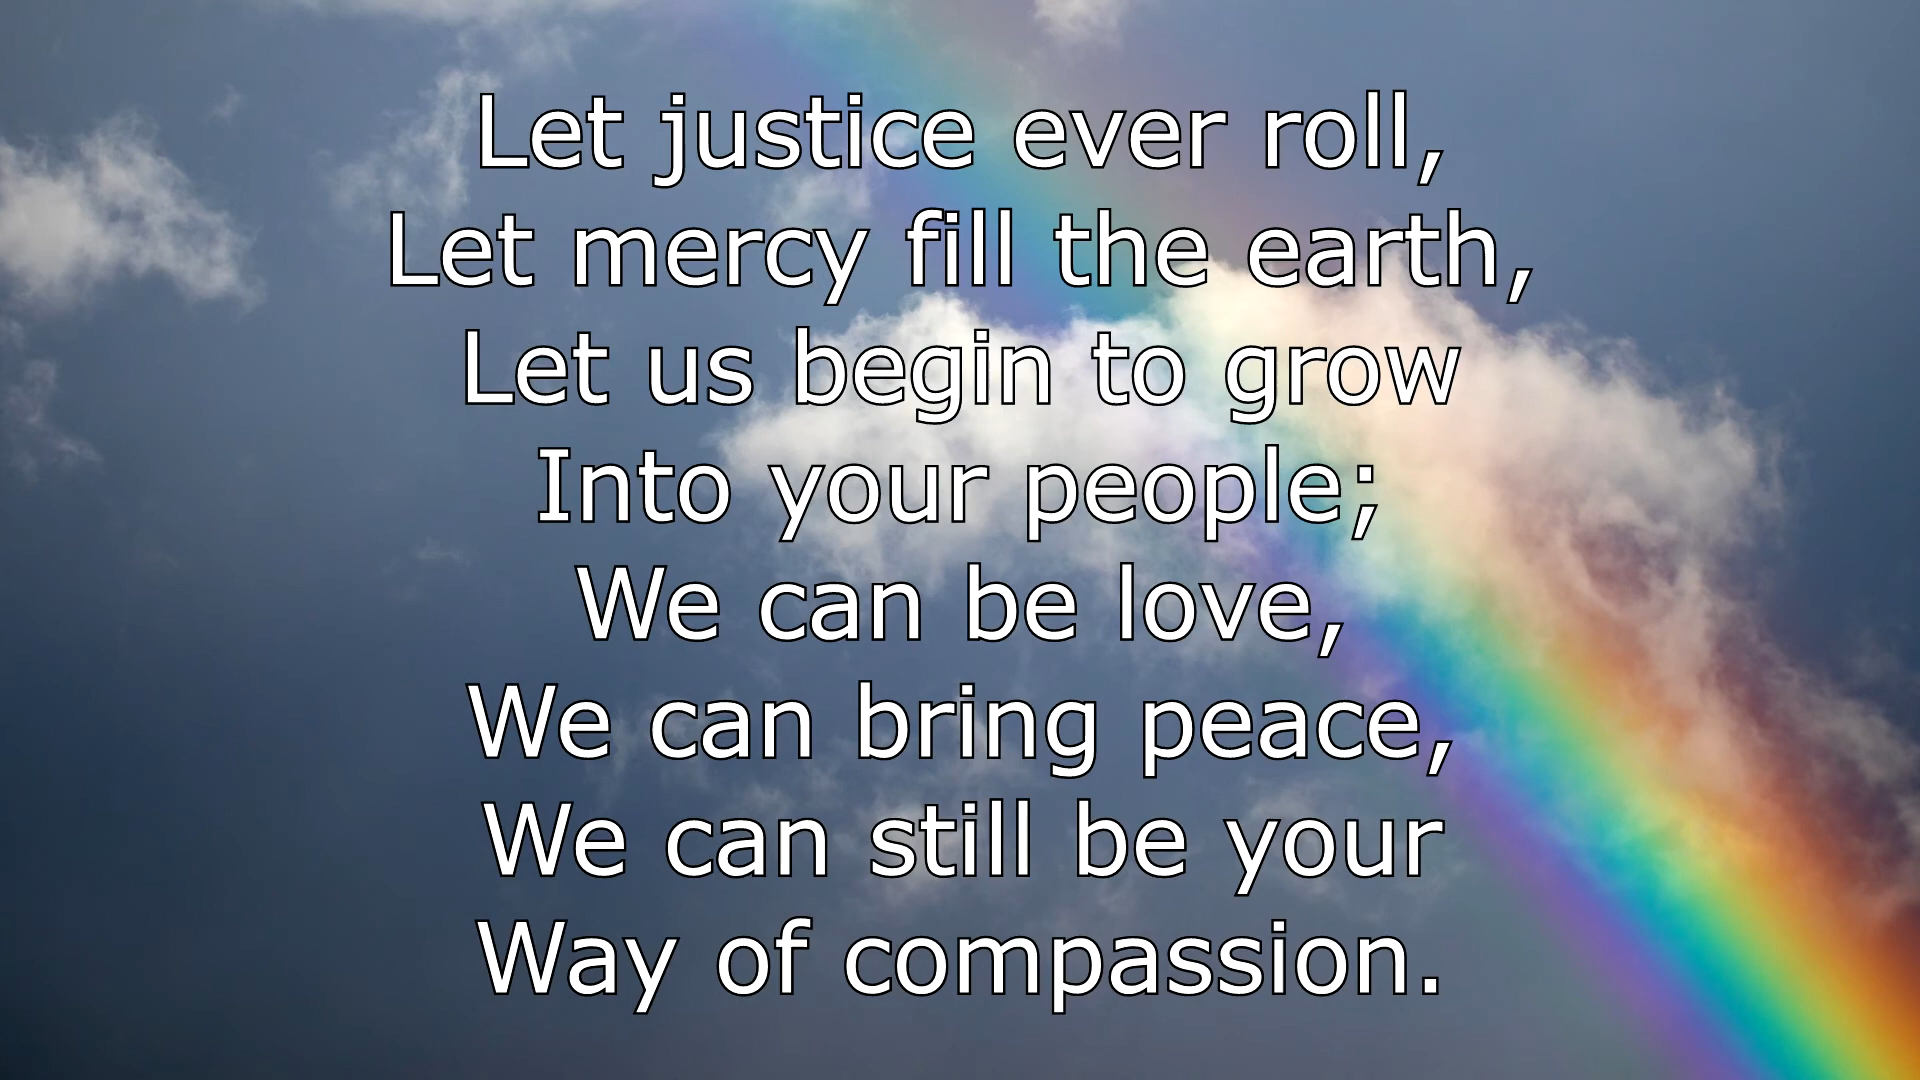 Let justice ever roll,
Let mercy fill the earth,
Let us begin to grow
Into your people;
We can be love,
We can bring peace,
We can still be your
Way of compassion.